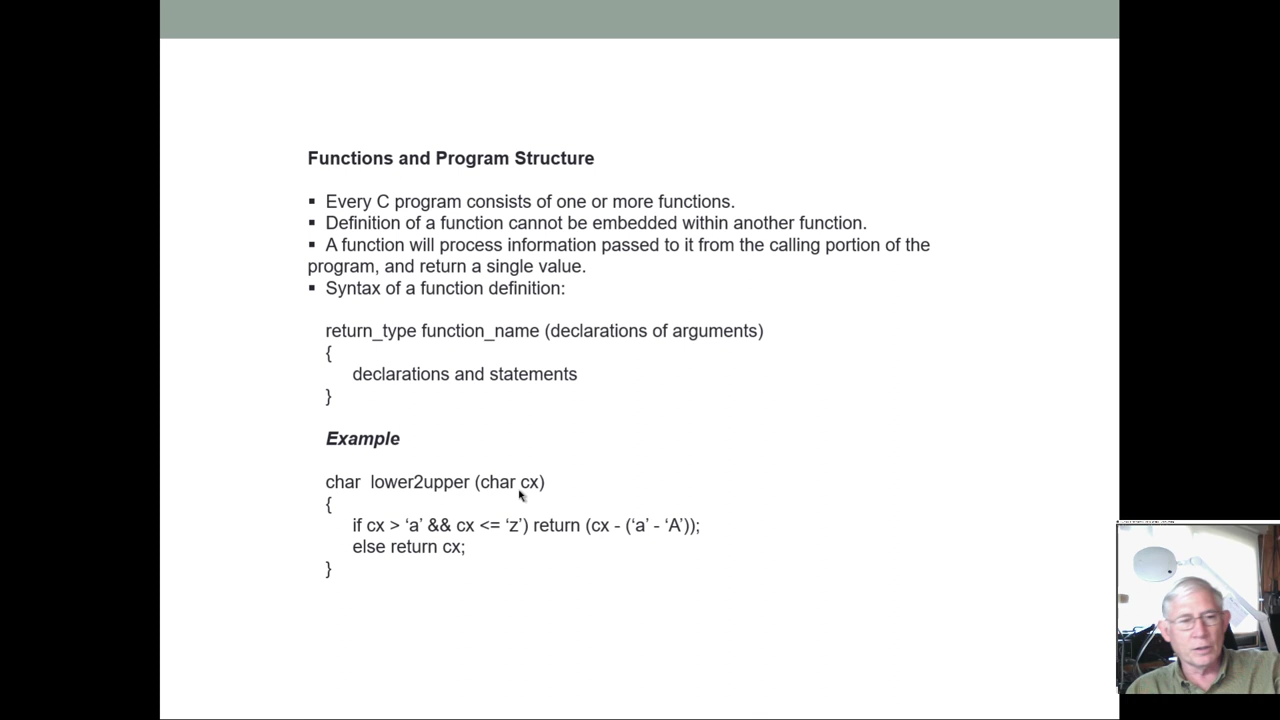 Functions and Program Structure
▪ Every C program consists of one or more functions.
▪ Definition of a function cannot be embedded within another function.
▪ A function will process information passed to it from the calling portion of the
program, and return a single value.
▪ Syntax of a function definition:
return_type function_name (declarations of arguments)
{
declarations and statements
}
Example
char lower2upper (char cx)
{
if cx > ‘a’ && cx <= ‘z’) return (cx - (‘a’ - ‘A’));
else return cx;
}